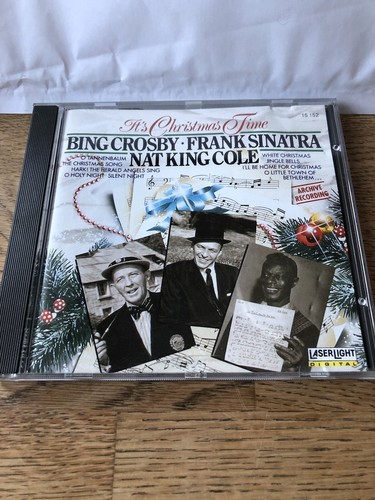 It's Christmas Time
15 152
BING CROSBY · FRANK SINATRA
NAT KING COLE
O TANNENBAUM
THE CHRISTMAS SONG
HARK! THE HERALD ANGELS SING
O HOLY NIGHT SILENT NIGHT
WHITE CHRISTMAS
JINGLE BELLS
I'LL BE HOME FOR CHRISTMAS
O LITTLE TOWN OF
BETHLEHEM ...
ARCHIVE
RECORDING
LASERLIGHT
DIGITAL